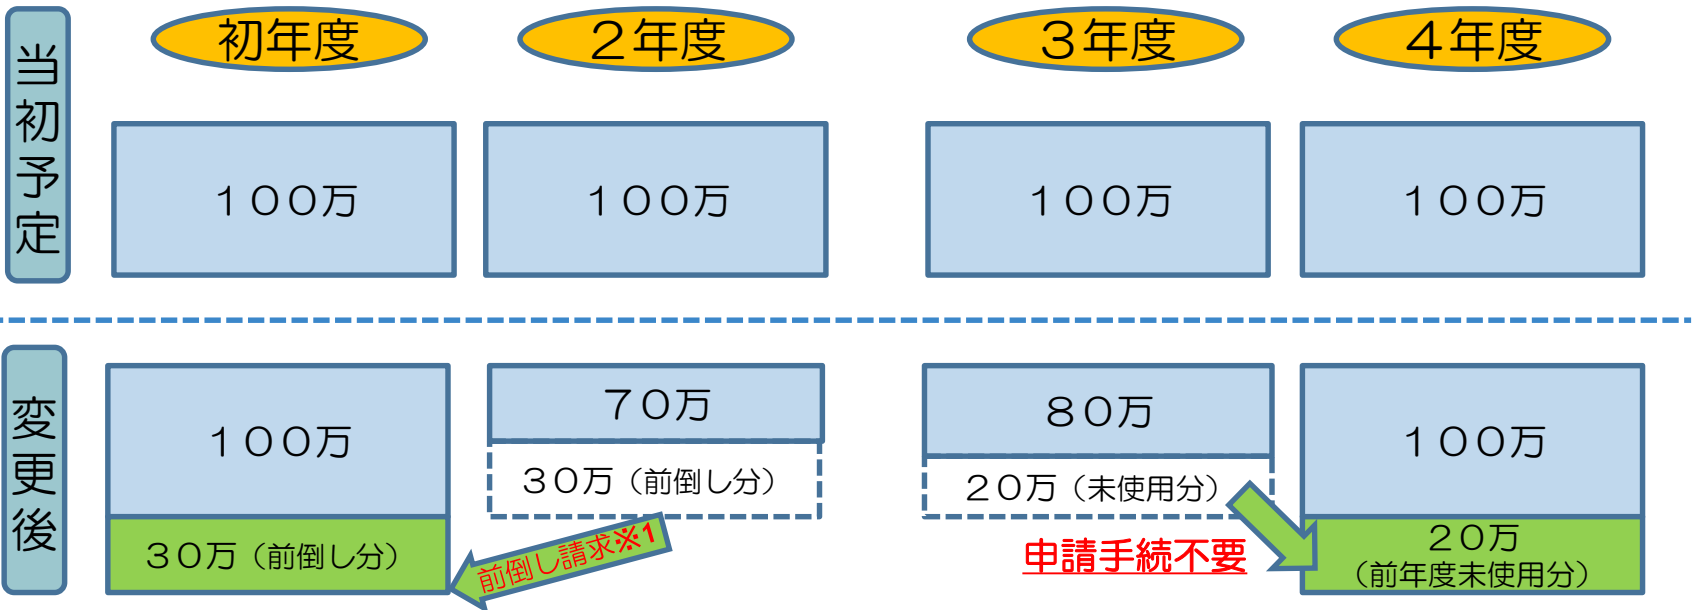 当初予定
初年度
２年度
３年度
４年度
１００万
１００万
１００万
１００万
変更後
１００万
３０万（前倒し分）
７０万
３０万（前倒し分）
前倒し請求※1
８０万
２０万（未使用分）
申請手続不要
１００万
２０万
（前年度未使用分）